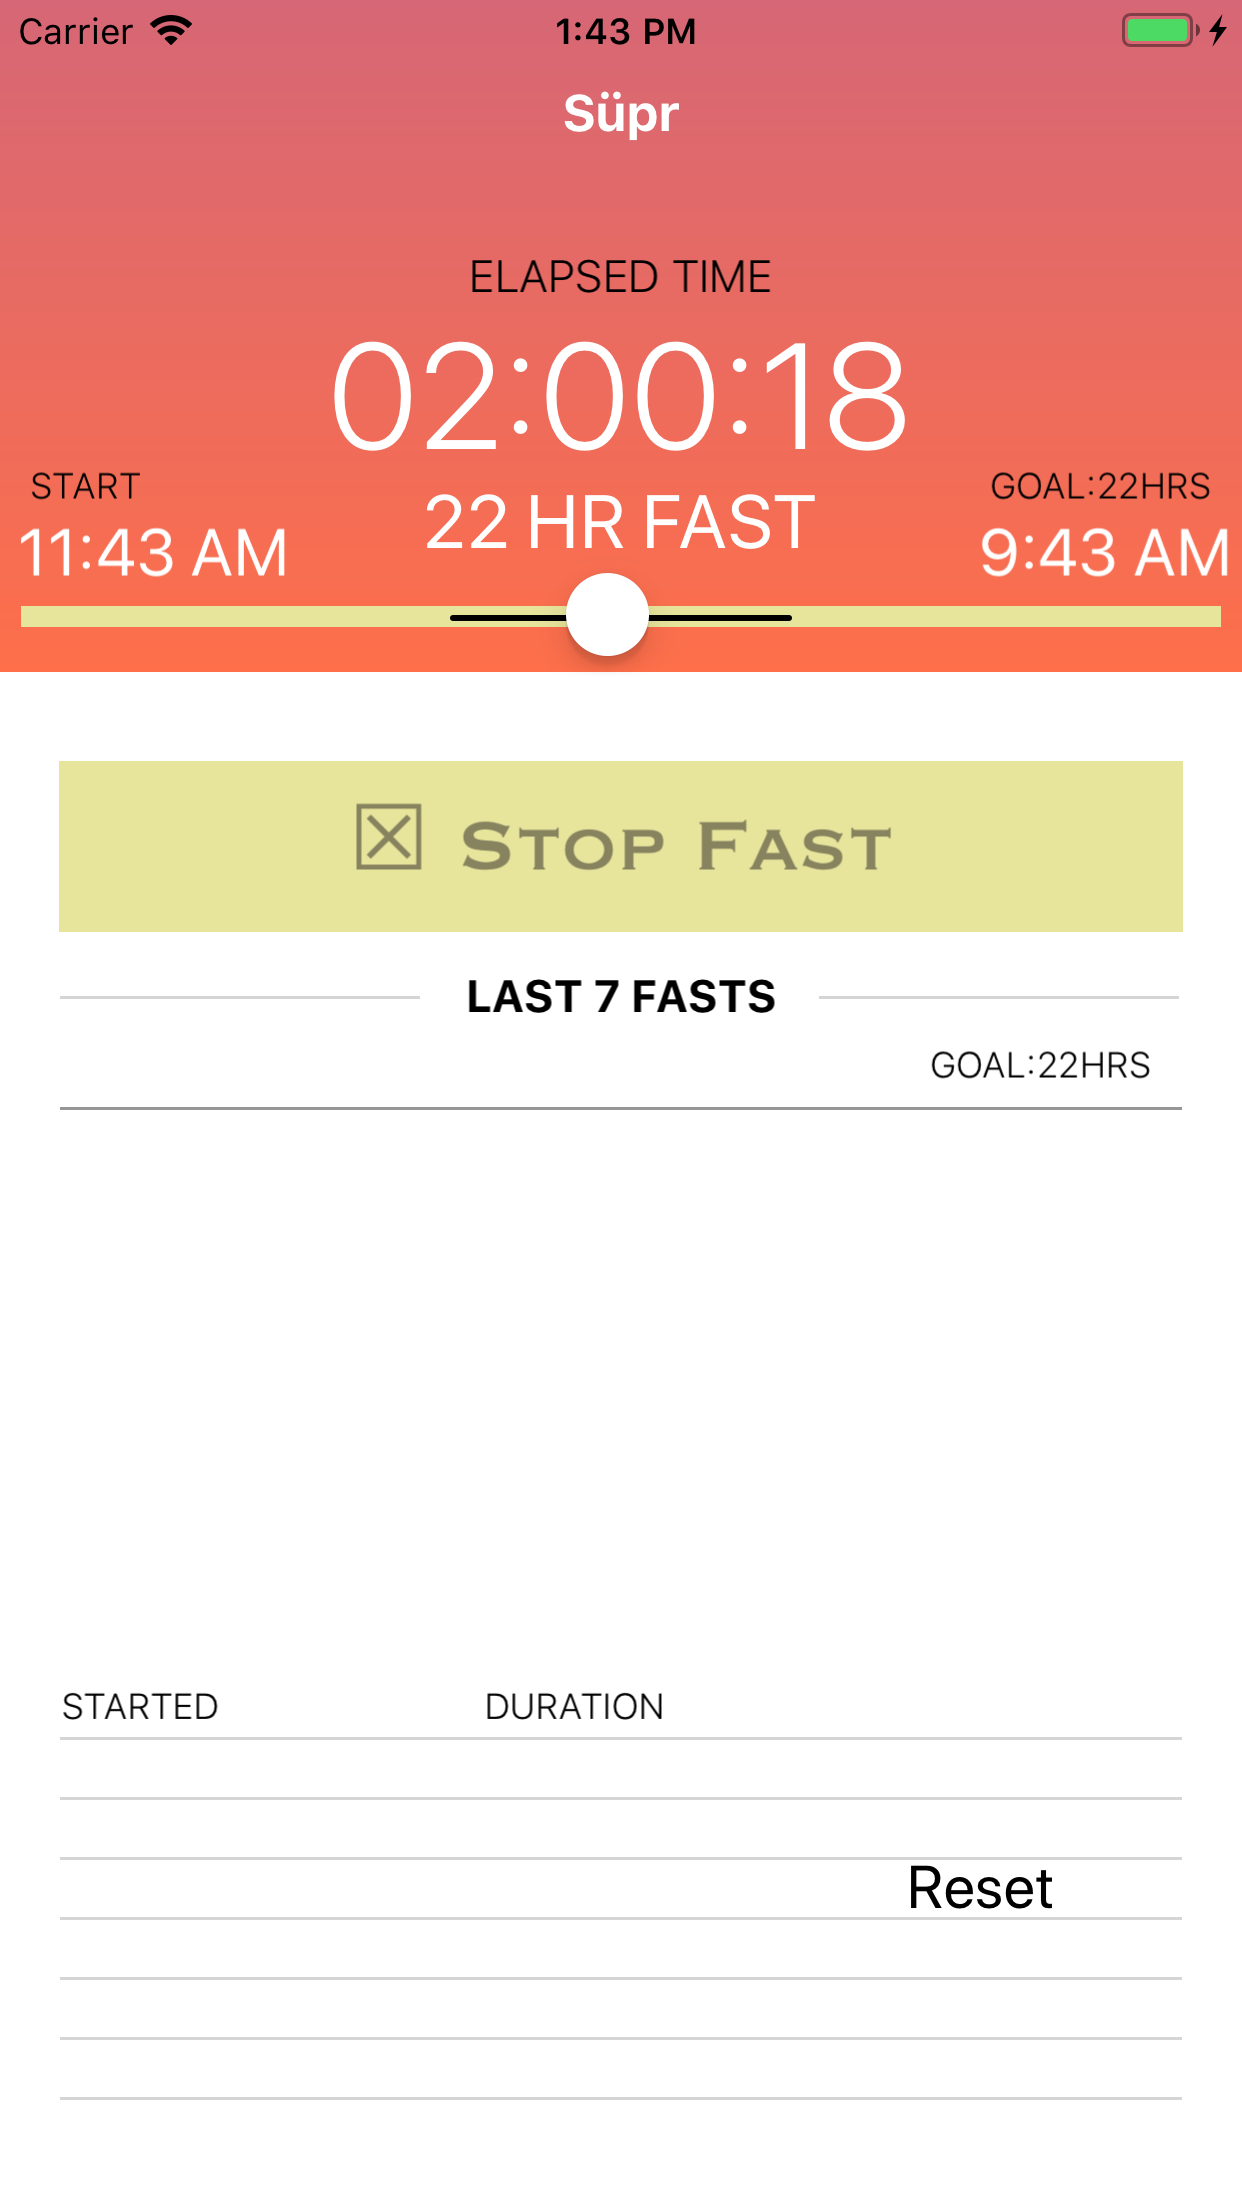 Carrier 1:43 PM
Süpr
ELAPSED TIME
02:00:18
START
GOAL:22HRS
22 HR FAST
11:43 AM
9:43 AM
☒ STOP FAST
LAST 7 FASTS
GOAL:22HRS
STARTED DURATION
Reset